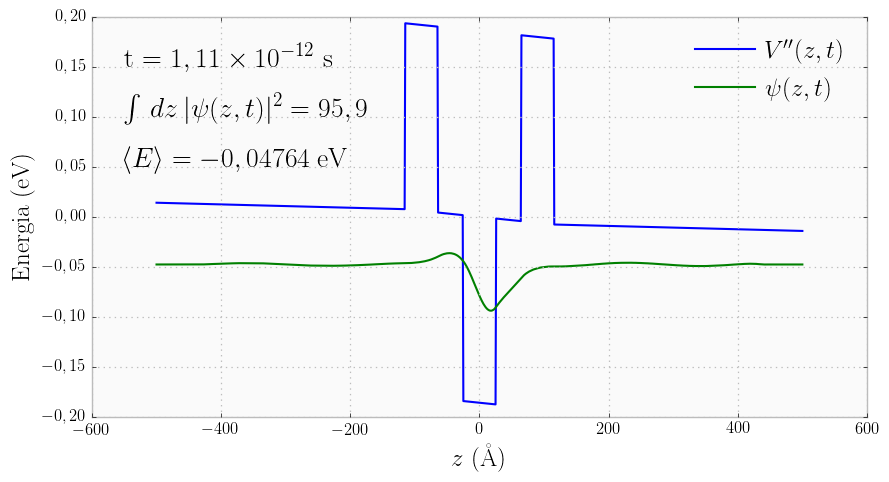 0,20
0,15
0,10
0,05
0,00
−0,05
−0,10
−0,15
−0,20
Energia (eV)
t = 1,11 × 10⁻¹² s
∫ dz |ψ(z, t)|² = 95,9
⟨E⟩ = −0,04764 eV
V′′(z, t)
ψ(z, t)
−600 −400 −200 0 200 400 600
z (Å)